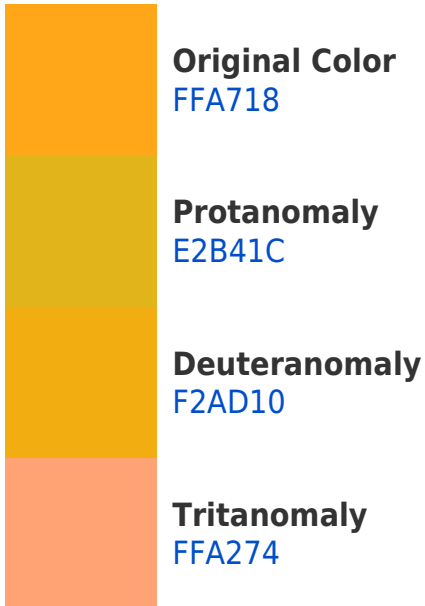 Original Color
FFA718
Protanomaly
E2B41C
Deuteranomaly
F2AD10
Tritanomaly
FFA274